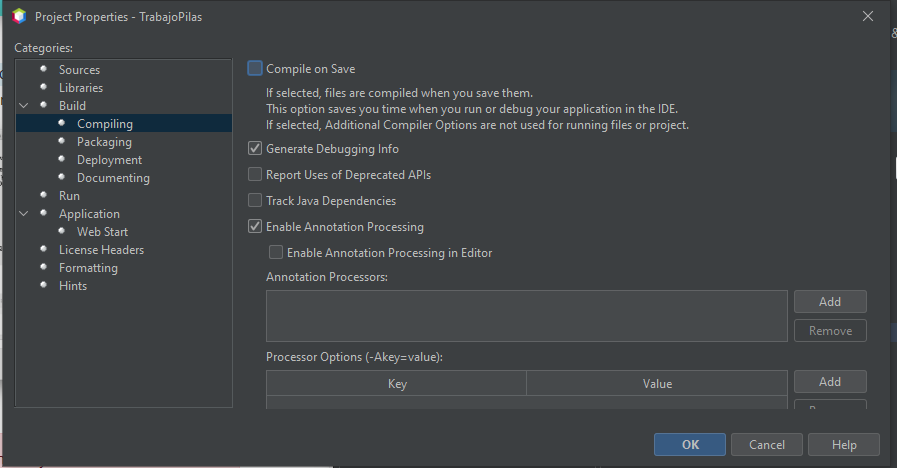 Project Properties - TrabajoPilas
Categories:
Sources
Libraries
Build
Compiling
Packaging
Deployment
Documenting
Run
Application
Web Start
License Headers
Formatting
Hints
Compile on Save
If selected, files are compiled when you save them.
This option saves you time when you run or debug your application in the IDE.
If selected, Additional Compiler Options are not used for running files or project.
Generate Debugging Info
Report Uses of Deprecated APIs
Track Java Dependencies
Enable Annotation Processing
Enable Annotation Processing in Editor
Annotation Processors:
Add
Remove
Processor Options (-Akey=value):
Key Value
Add
OK Cancel Help